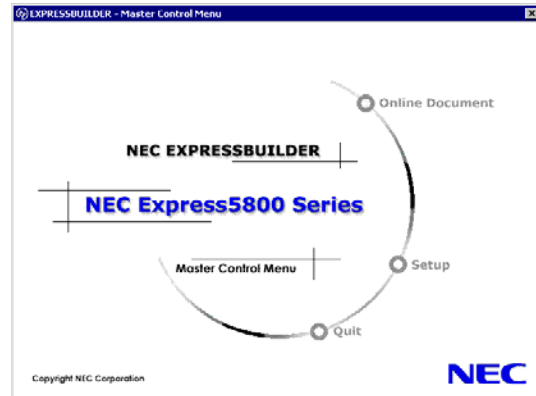 EXPRESSBUILDER - Master Control Menu
Online Document
NEC EXPRESSBUILDER
NEC Express5800 Series
Master Control Menu
Setup
Quit
Copyright NEC Corporation
NEC